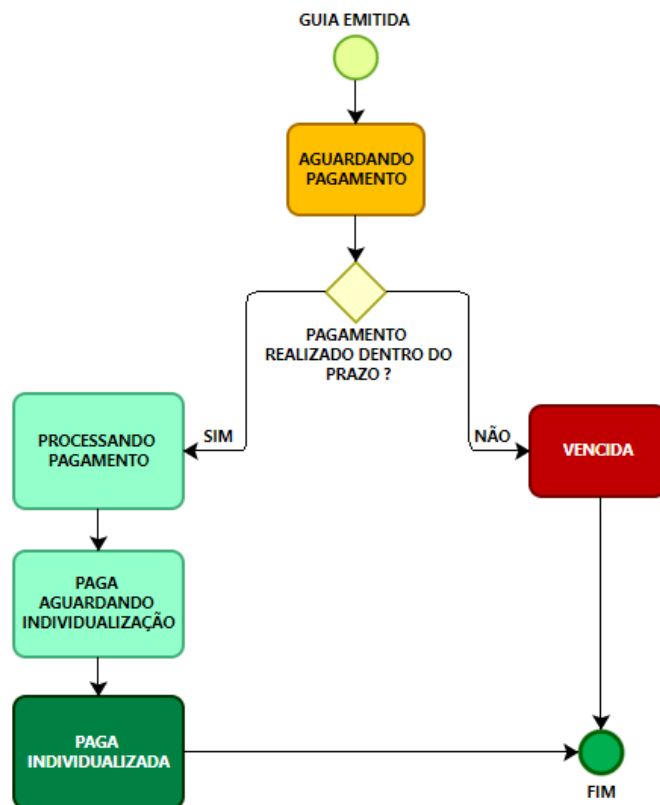 GUIA EMITIDA
AGUARDANDO
PAGAMENTO
PAGAMENTO
REALIZADO DENTRO DO
PRAZO ?
SIM
NÃO
PROCESSANDO
PAGAMENTO
VENCIDA
PAGA
AGUARDANDO
INDIVIDUALIZAÇÃO
PAGA
INDIVIDUALIZADA
FIM